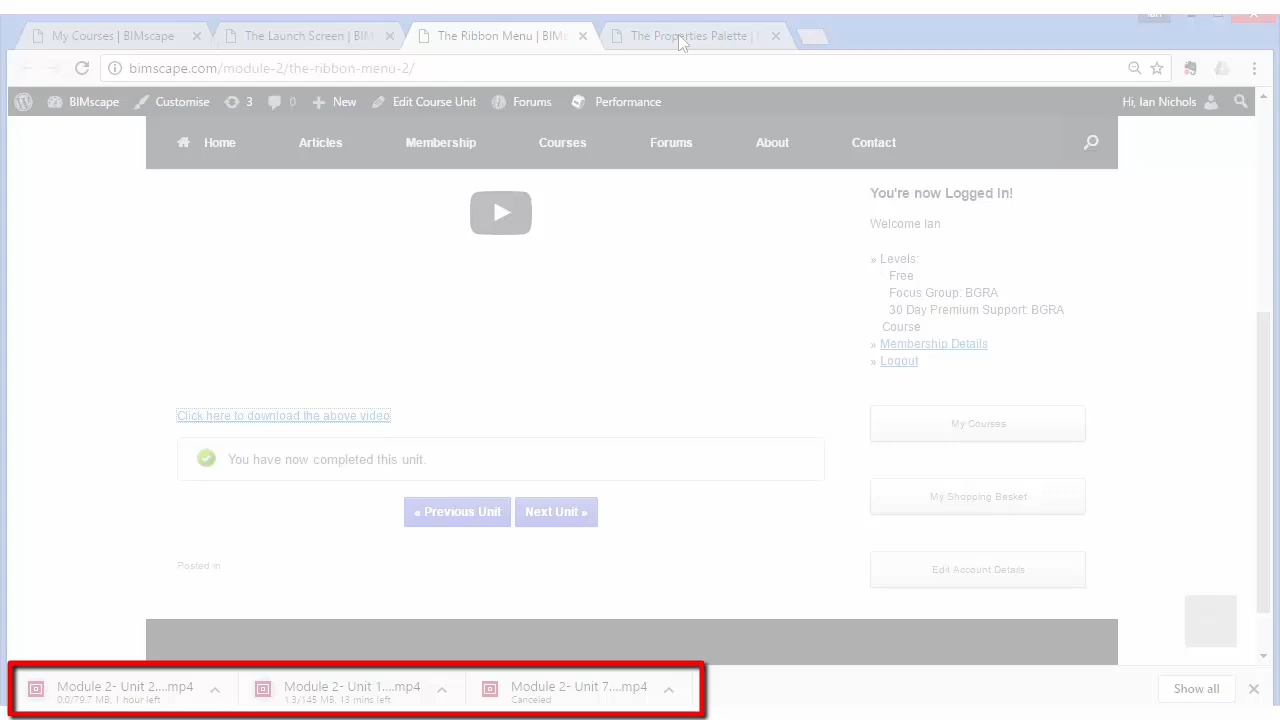 My Courses | BIMscape
The Launch Screen | BI
The Ribbon Menu | BIMs
The Properties Palette |
Ian
bimscape.com/module-2/the-ribbon-menu-2/
BIMscape Customise 3 0 New Edit Course Unit Forums Performance Hi, Ian Nichols
Home Articles Membership Courses Forums About Contact
You're now Logged In!
Welcome Ian
» Levels:
Free
Focus Group: BGRA
30 Day Premium Support: BGRA
Course
» Membership Details
» Logout
Click here to download the above video
My Courses
You have now completed this unit.
My Shopping Basket
« Previous Unit Next Unit »
Posted in
Edit Account Details
Module 2- Unit 2....mp4
0.0/79.7 MB, 1 hour left
Module 2- Unit 1....mp4
1.3/145 MB, 13 mins left
Module 2- Unit 7....mp4
Canceled
Show all